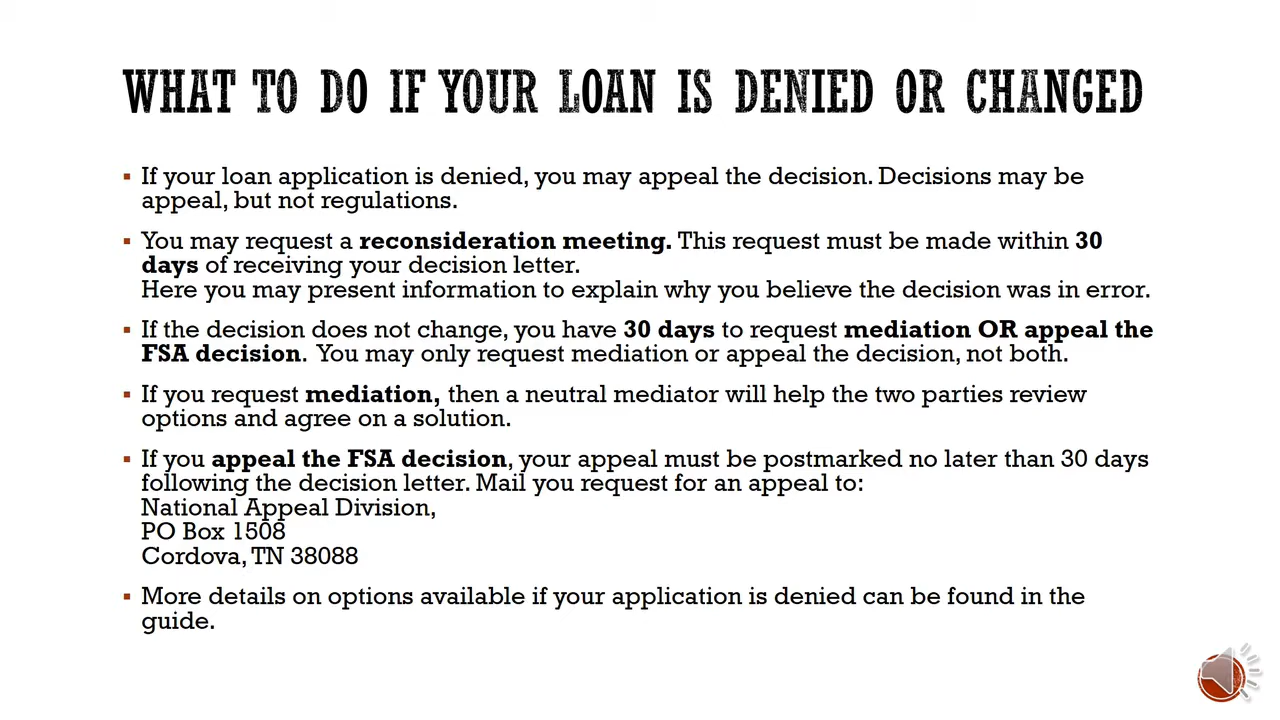 WHAT TO DO IF YOUR LOAN IS DENIED OR CHANGED
▪ If your loan application is denied, you may appeal the decision. Decisions may be
appeal, but not regulations.
▪ You may request a reconsideration meeting. This request must be made within 30
days of receiving your decision letter.
Here you may present information to explain why you believe the decision was in error.
▪ If the decision does not change, you have 30 days to request mediation OR appeal the
FSA decision. You may only request mediation or appeal the decision, not both.
▪ If you request mediation, then a neutral mediator will help the two parties review
options and agree on a solution.
▪ If you appeal the FSA decision, your appeal must be postmarked no later than 30 days
following the decision letter. Mail you request for an appeal to:
National Appeal Division,
PO Box 1508
Cordova, TN 38088
▪ More details on options available if your application is denied can be found in the
guide.